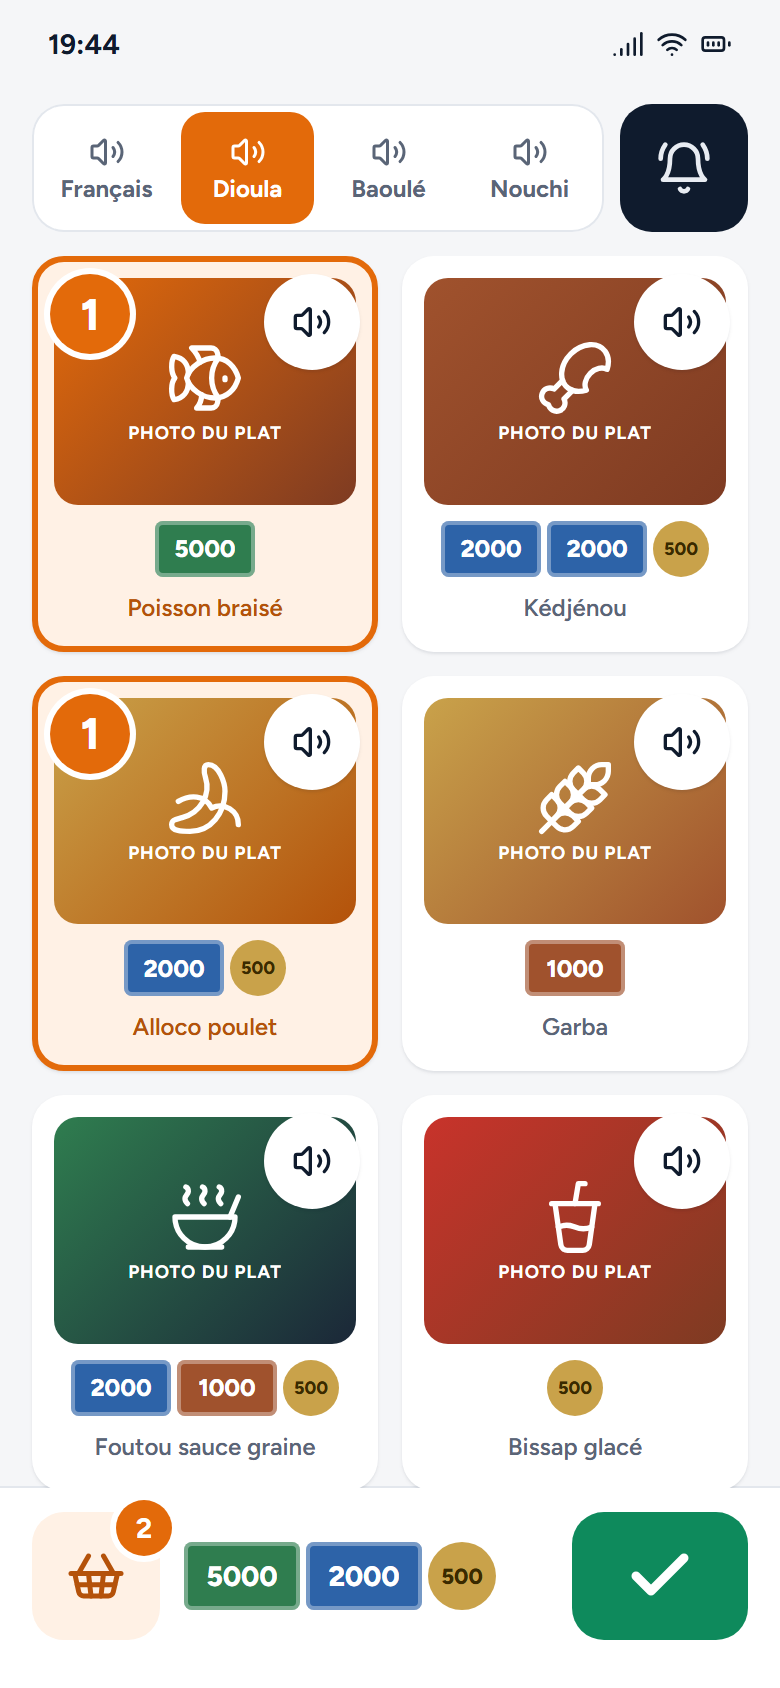 19:44
Français
Dioula
Baoulé
Nouchi
1
PHOTO DU PLAT
5000
Poisson braisé
PHOTO DU PLAT
2000 2000 500
Kédjénou
1
PHOTO DU PLAT
2000 500
Alloco poulet
PHOTO DU PLAT
1000
Garba
PHOTO DU PLAT
2000 1000 500
Foutou sauce graine
PHOTO DU PLAT
500
Bissap glacé
2
5000 2000 500